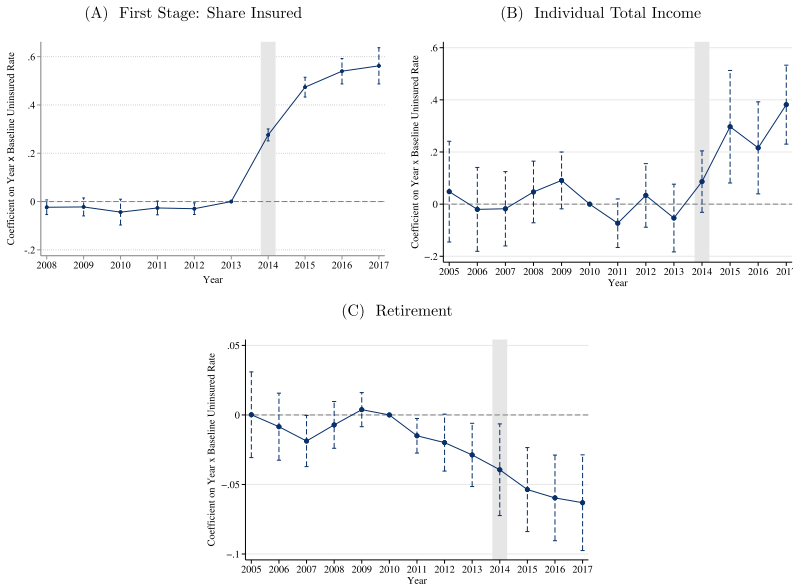 (A) First Stage: Share Insured
Coefficient on Year x Baseline Uninsured Rate
.6
.4
.2
0
-.2
2008 2009 2010 2011 2012 2013 2014 2015 2016 2017
Year
(B) Individual Total Income
Coefficient on Year x Baseline Uninsured Rate
.6
.4
.2
0
-.2
2005 2006 2007 2008 2009 2010 2011 2012 2013 2014 2015 2016 201
Year
(C) Retirement
Coefficient on Year x Baseline Uninsured Rate
.05
0
-.05
-.1
2005 2006 2007 2008 2009 2010 2011 2012 2013 2014 2015 2016 2017
Year